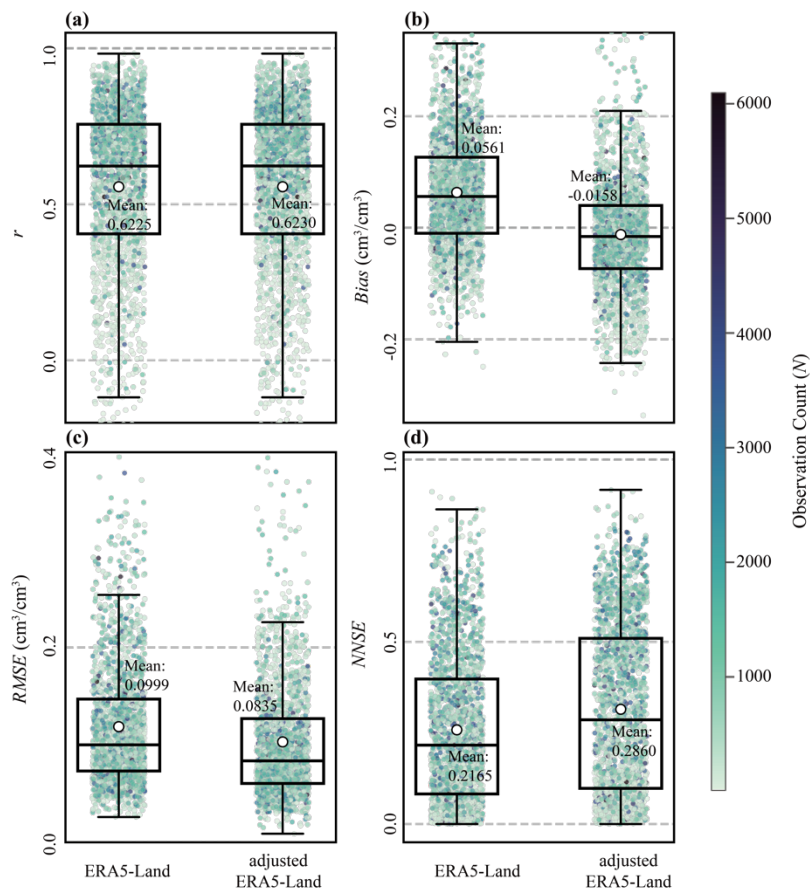 (a)
(b)
1.0
0.5
0.0
r
Mean:
0.6225
Mean:
0.6230
0.2
0.0
-0.2
Bias (cm³/cm³)
Mean:
0.0561
Mean:
-0.0158
(c)
(d)
0.4
0.2
0.0
RMSE (cm³/cm³)
Mean:
0.0999
Mean:
0.0835
1.0
0.5
0.0
NNSE
Mean:
0.2165
Mean:
0.2860
ERA5-Land
adjusted
ERA5-Land
ERA5-Land
adjusted
ERA5-Land
6000
5000
4000
3000
2000
1000
Observation Count (N)